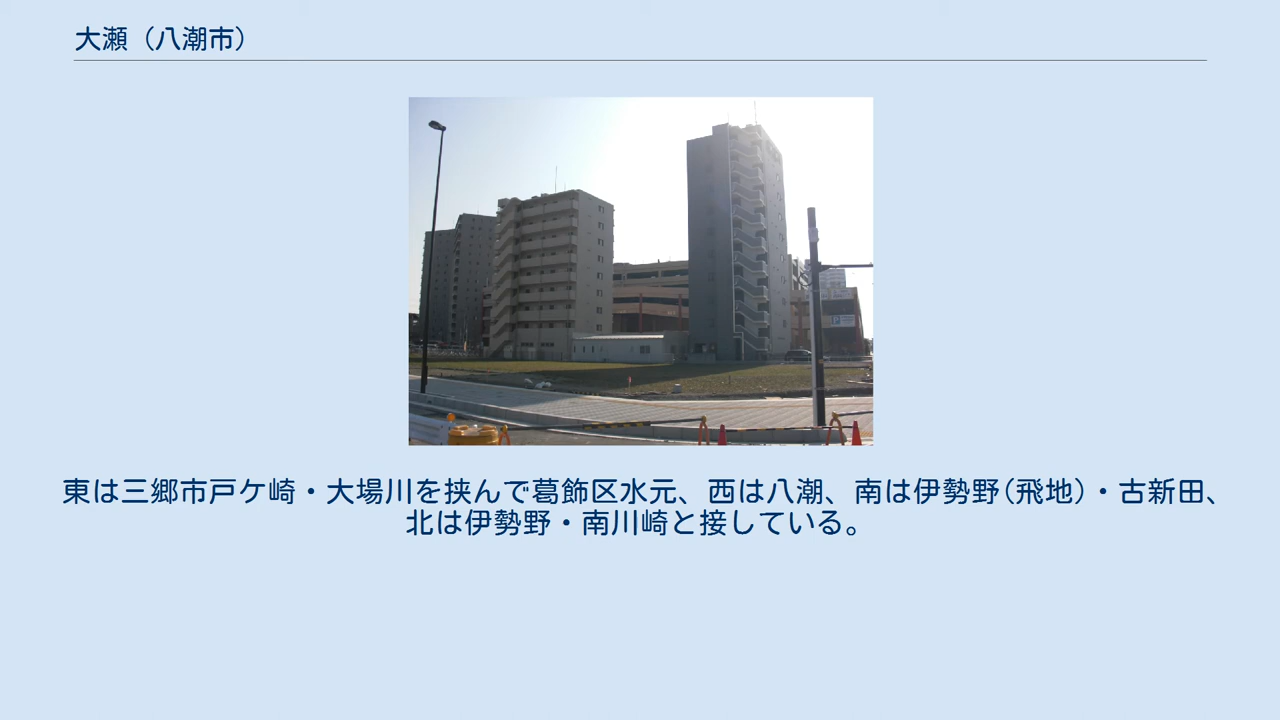 大瀬（八潮市）
東は三郷市戸ケ崎・大場川を挟んで葛飾区水元、西は八潮、南は伊勢野(飛地)・古新田、
北は伊勢野・南川崎と接している。